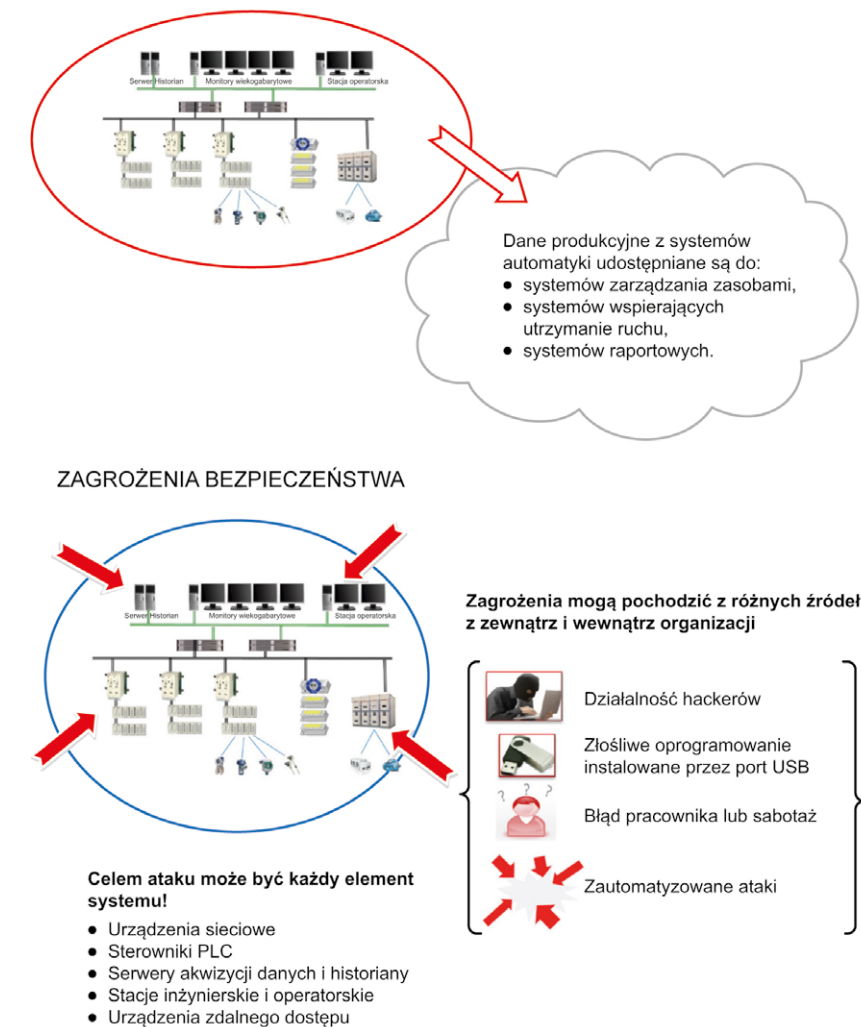 Serwer Historian
Monitory wiekogabarytowe
Stacja operatorska
Dane produkcyjne z systemów
automatyki udostępniane są do:
● systemów zarządzania zasobami,
● systemów wspierających
utrzymanie ruchu,
● systemów raportowych.
ZAGROŻENIA BEZPIECZEŃSTWA
Serwer Historian
Monitory wiekogabarytowe
Stacja operatorska
Zagrożenia mogą pochodzić z różnych źródeł
z zewnątrz i wewnątrz organizacji
Działalność hackerów
Złośliwe oprogramowanie
instalowane przez port USB
? ? ?
Błąd pracownika lub sabotaż
Zautomatyzowane ataki
Celem ataku może być każdy element
systemu!
● Urządzenia sieciowe
● Sterowniki PLC
● Serwery akwizycji danych i historiany
● Stacje inżynierskie i operatorskie
● Urządzenia zdalnego dostępu